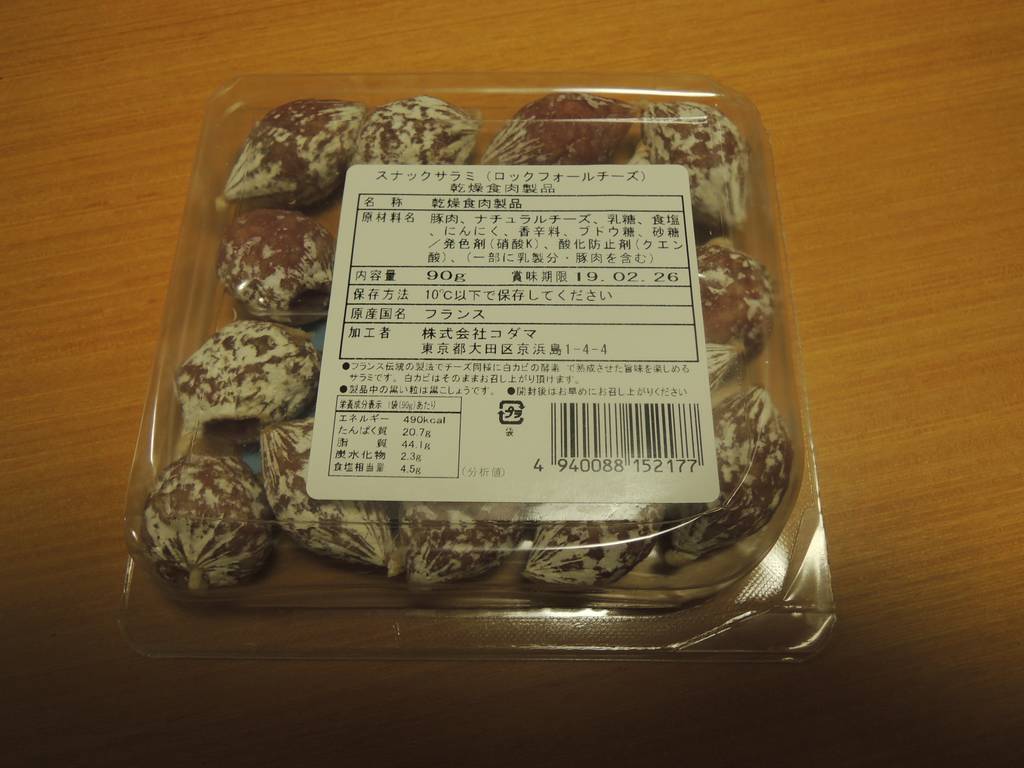 スナックサラミ（ロックフォールチーズ）
乾燥食肉製品
名 称 乾燥食肉製品
原材料名 豚肉、ナチュラルチーズ、乳糖、食塩
、にんにく、香辛料、ブドウ糖、砂糖
／発色剤（硝酸K）、酸化防止剤（クエン
酸）、（一部に乳製分・豚肉を含む）
内容量 90g 賞味期限 19.02.26
保存方法 10℃以下で保存してください
原産国名 フランス
加工者 株式会社コダマ
東京都大田区京浜島1-4-4
●フランス伝統の製法でチーズ同様に白カビの酵素 で熟成させた旨味を楽しめる
サラミです。白カビはそのままお召し上がり頂けます。
●製品中の黒い粒は黒こしょうです。 ●開封後はお早めにお召し上がりください
栄養成分表示 1袋(90g)あたり
エネルギー 490kcal
たんぱく質 20.7g
脂 質 44.1g
炭水化物 2.3g
食塩相当量 4.5g
(分析値)
プラ
袋
4 940088 152177